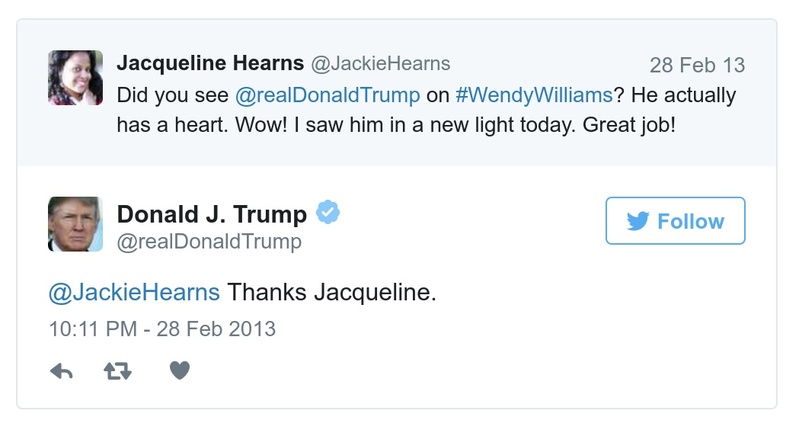 Jacqueline Hearns @JackieHearns 28 Feb 13
Did you see @realDonaldTrump on #WendyWilliams? He actually
has a heart. Wow! I saw him in a new light today. Great job!
Donald J. Trump
@realDonaldTrump
Follow
@JackieHearns Thanks Jacqueline.
10:11 PM - 28 Feb 2013